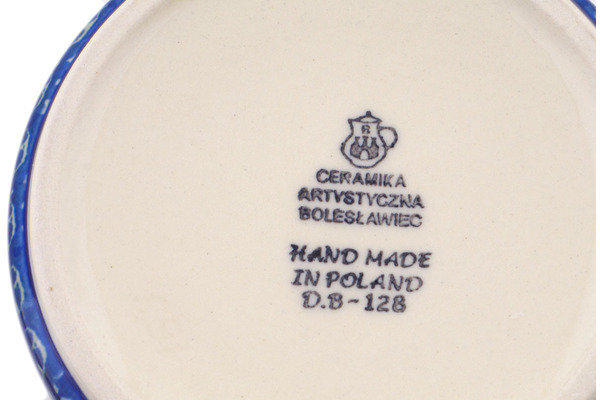 B
CERAMIKA
ARTYSTYCZNA
BOLESŁAWIEC
HAND MADE
IN POLAND
D.B-128